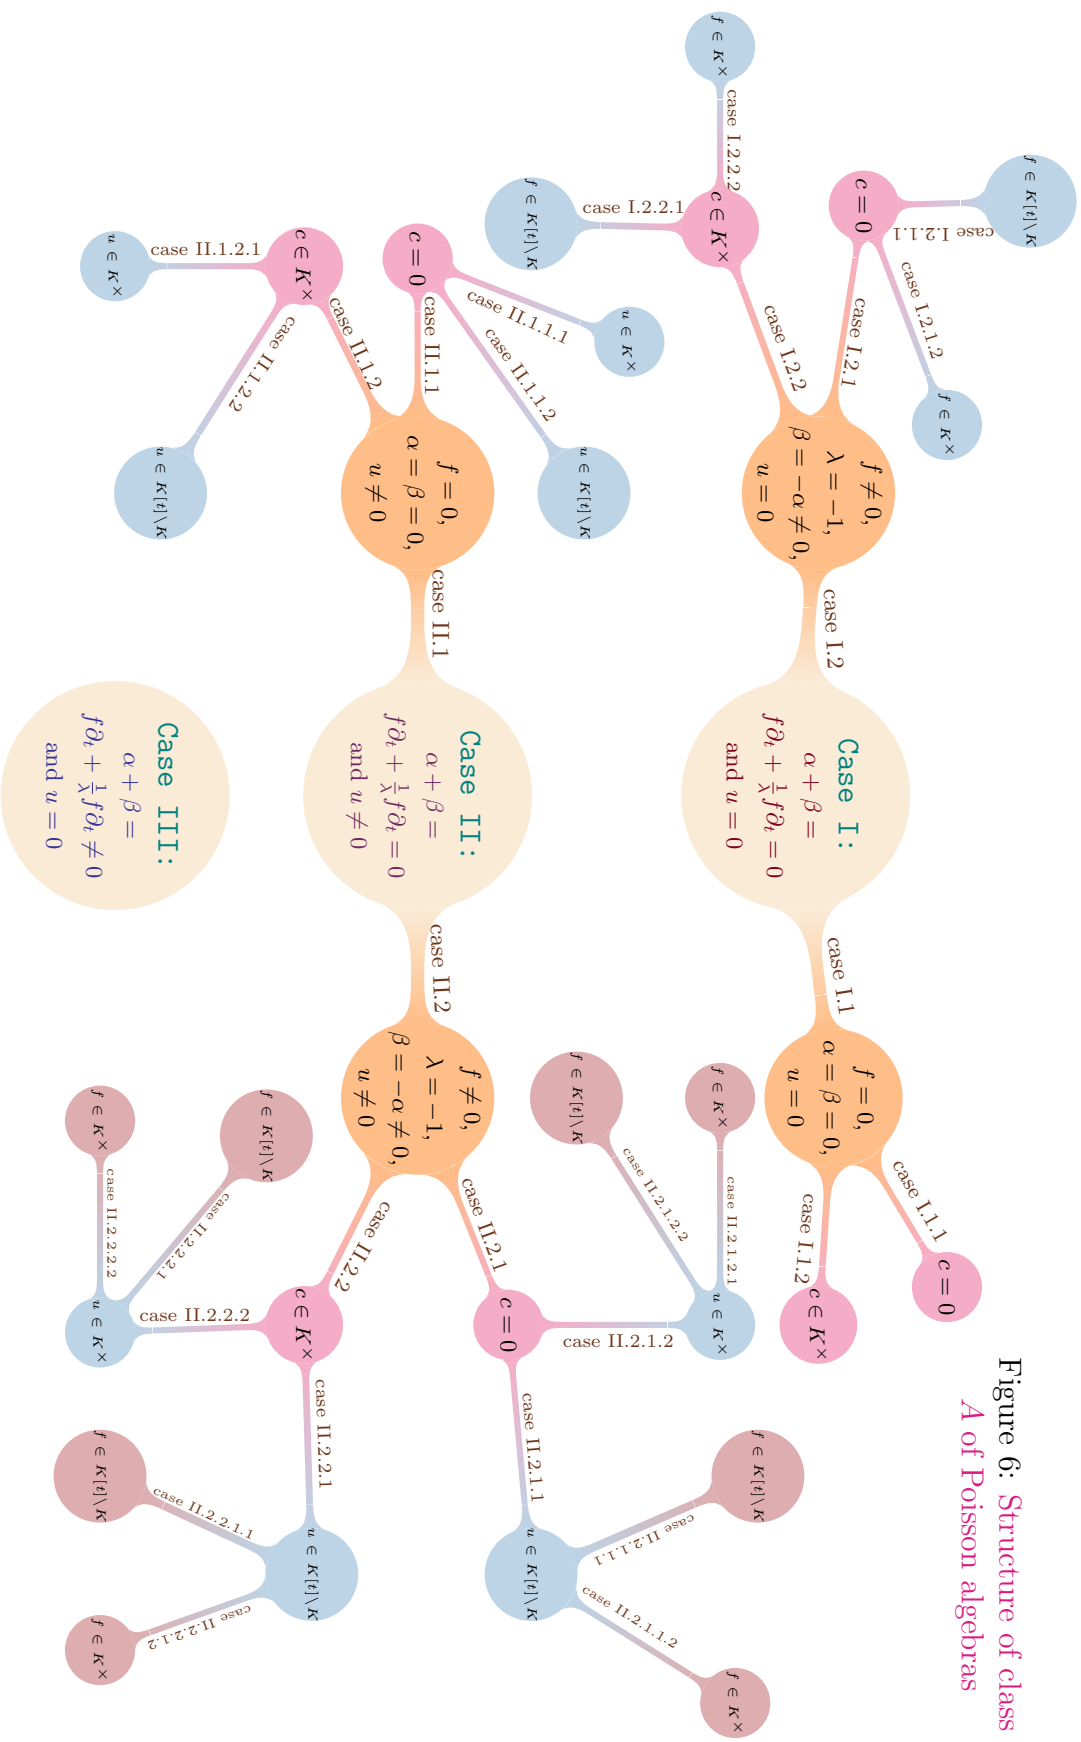 Figure 6: Structure of class
A of Poisson algebras
Case I:
α + β =
f∂ₜ + 1/λ f∂ₜ = 0
and u = 0
case I.1
f = 0,
α = β = 0,
u = 0
case I.1.1
c = 0
case I.1.2
c ∈ K×
case I.2
f ≠ 0,
λ = −1,
β = −α ≠ 0,
u = 0
case I.2.1
c = 0
case I.2.1.1
f ∈ K[t]\K
case I.2.1.2
f ∈ K×
case I.2.2
c ∈ K×
case I.2.2.1
f ∈ K[t]\K
case I.2.2.2
f ∈ K×
Case II:
α + β =
f∂ₜ + 1/λ f∂ₜ = 0
and u ≠ 0
case II.1
f = 0,
α = β = 0,
u ≠ 0
case II.1.1
c = 0
case II.1.1.1
u ∈ K×
case II.1.1.2
u ∈ K[t]\K
case II.1.2
c ∈ K×
case II.1.2.1
u ∈ K×
case II.1.2.2
u ∈ K[t]\K
case II.2
f ≠ 0,
λ = −1,
β = −α ≠ 0,
u ≠ 0
case II.2.1
c = 0
case II.2.1.1
u ∈ K[t]\K
case II.2.1.1.1
f ∈ K[t]\K
case II.2.1.1.2
f ∈ K×
case II.2.1.2
u ∈ K×
case II.2.1.2.1
f ∈ K×
case II.2.1.2.2
f ∈ K[t]\K
case II.2.2
c ∈ K×
case II.2.2.1
u ∈ K[t]\K
case II.2.2.1.1
f ∈ K[t]\K
case II.2.2.1.2
f ∈ K×
case II.2.2.2
u ∈ K×
case II.2.2.2.1
f ∈ K[t]\K
case II.2.2.2.2
f ∈ K×
Case III:
α + β =
f∂ₜ + 1/λ f∂ₜ ≠ 0
and u = 0